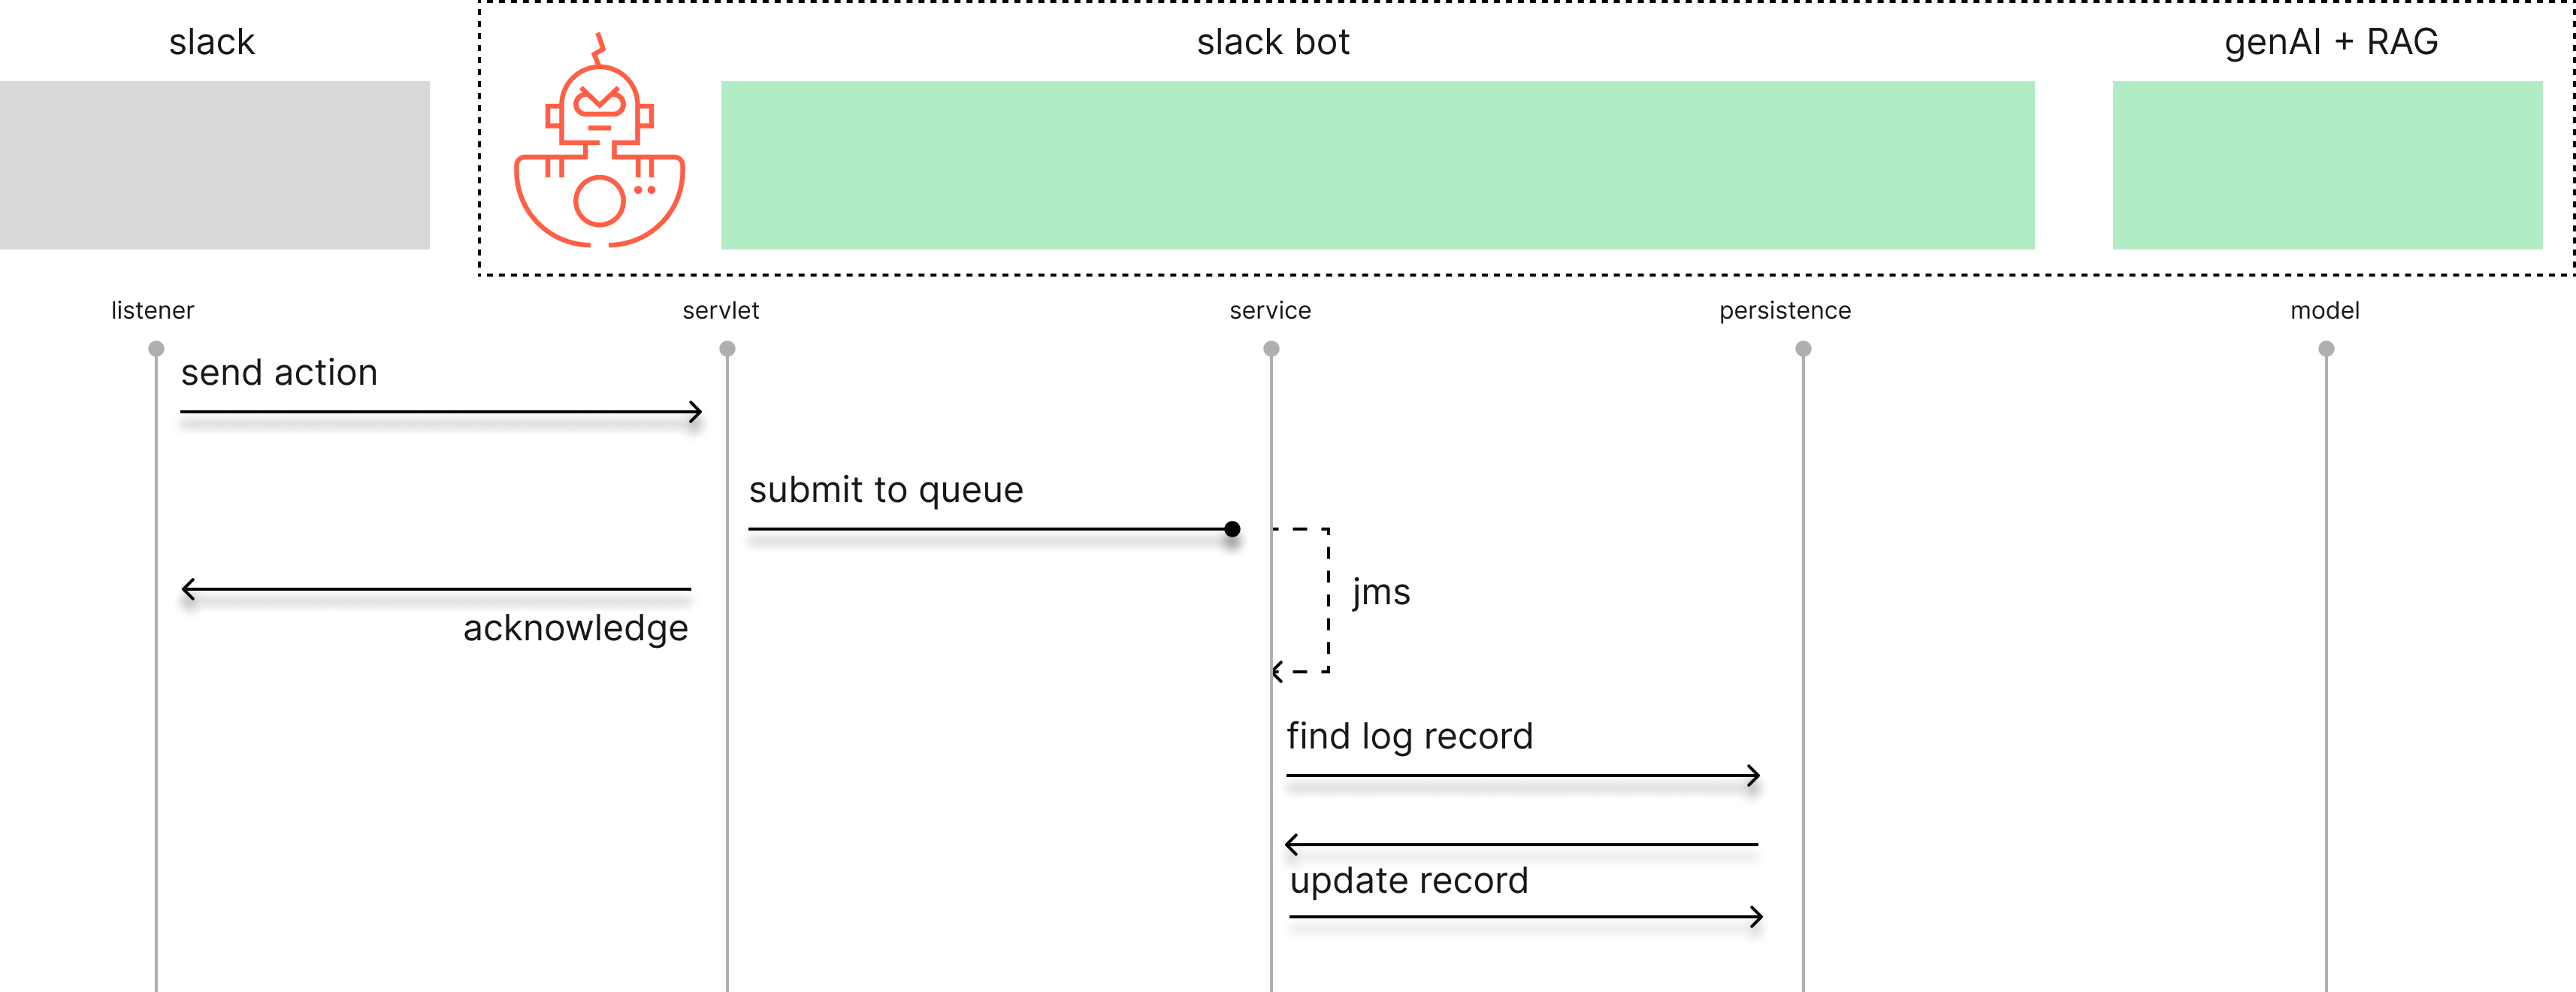 slack
slack bot
genAI + RAG
listener
servlet
service
persistence
model
send action
submit to queue
acknowledge
jms
find log record
update record